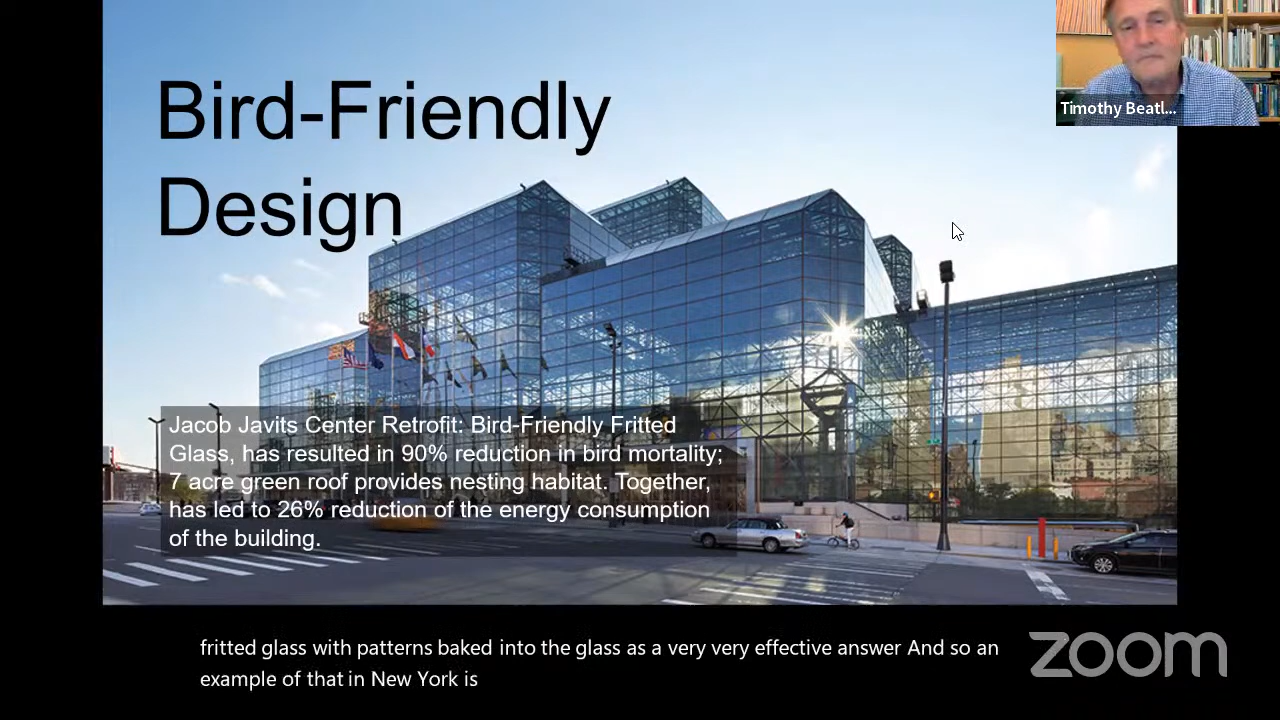 Bird-Friendly
Design
Timothy Beatl...
Jacob Javits Center Retrofit: Bird-Friendly Fritted
Glass, has resulted in 90% reduction in bird mortality;
7 acre green roof provides nesting habitat. Together,
has led to 26% reduction of the energy consumption
of the building.
fritted glass with patterns baked into the glass as a very very effective answer And so an
example of that in New York is
zoom